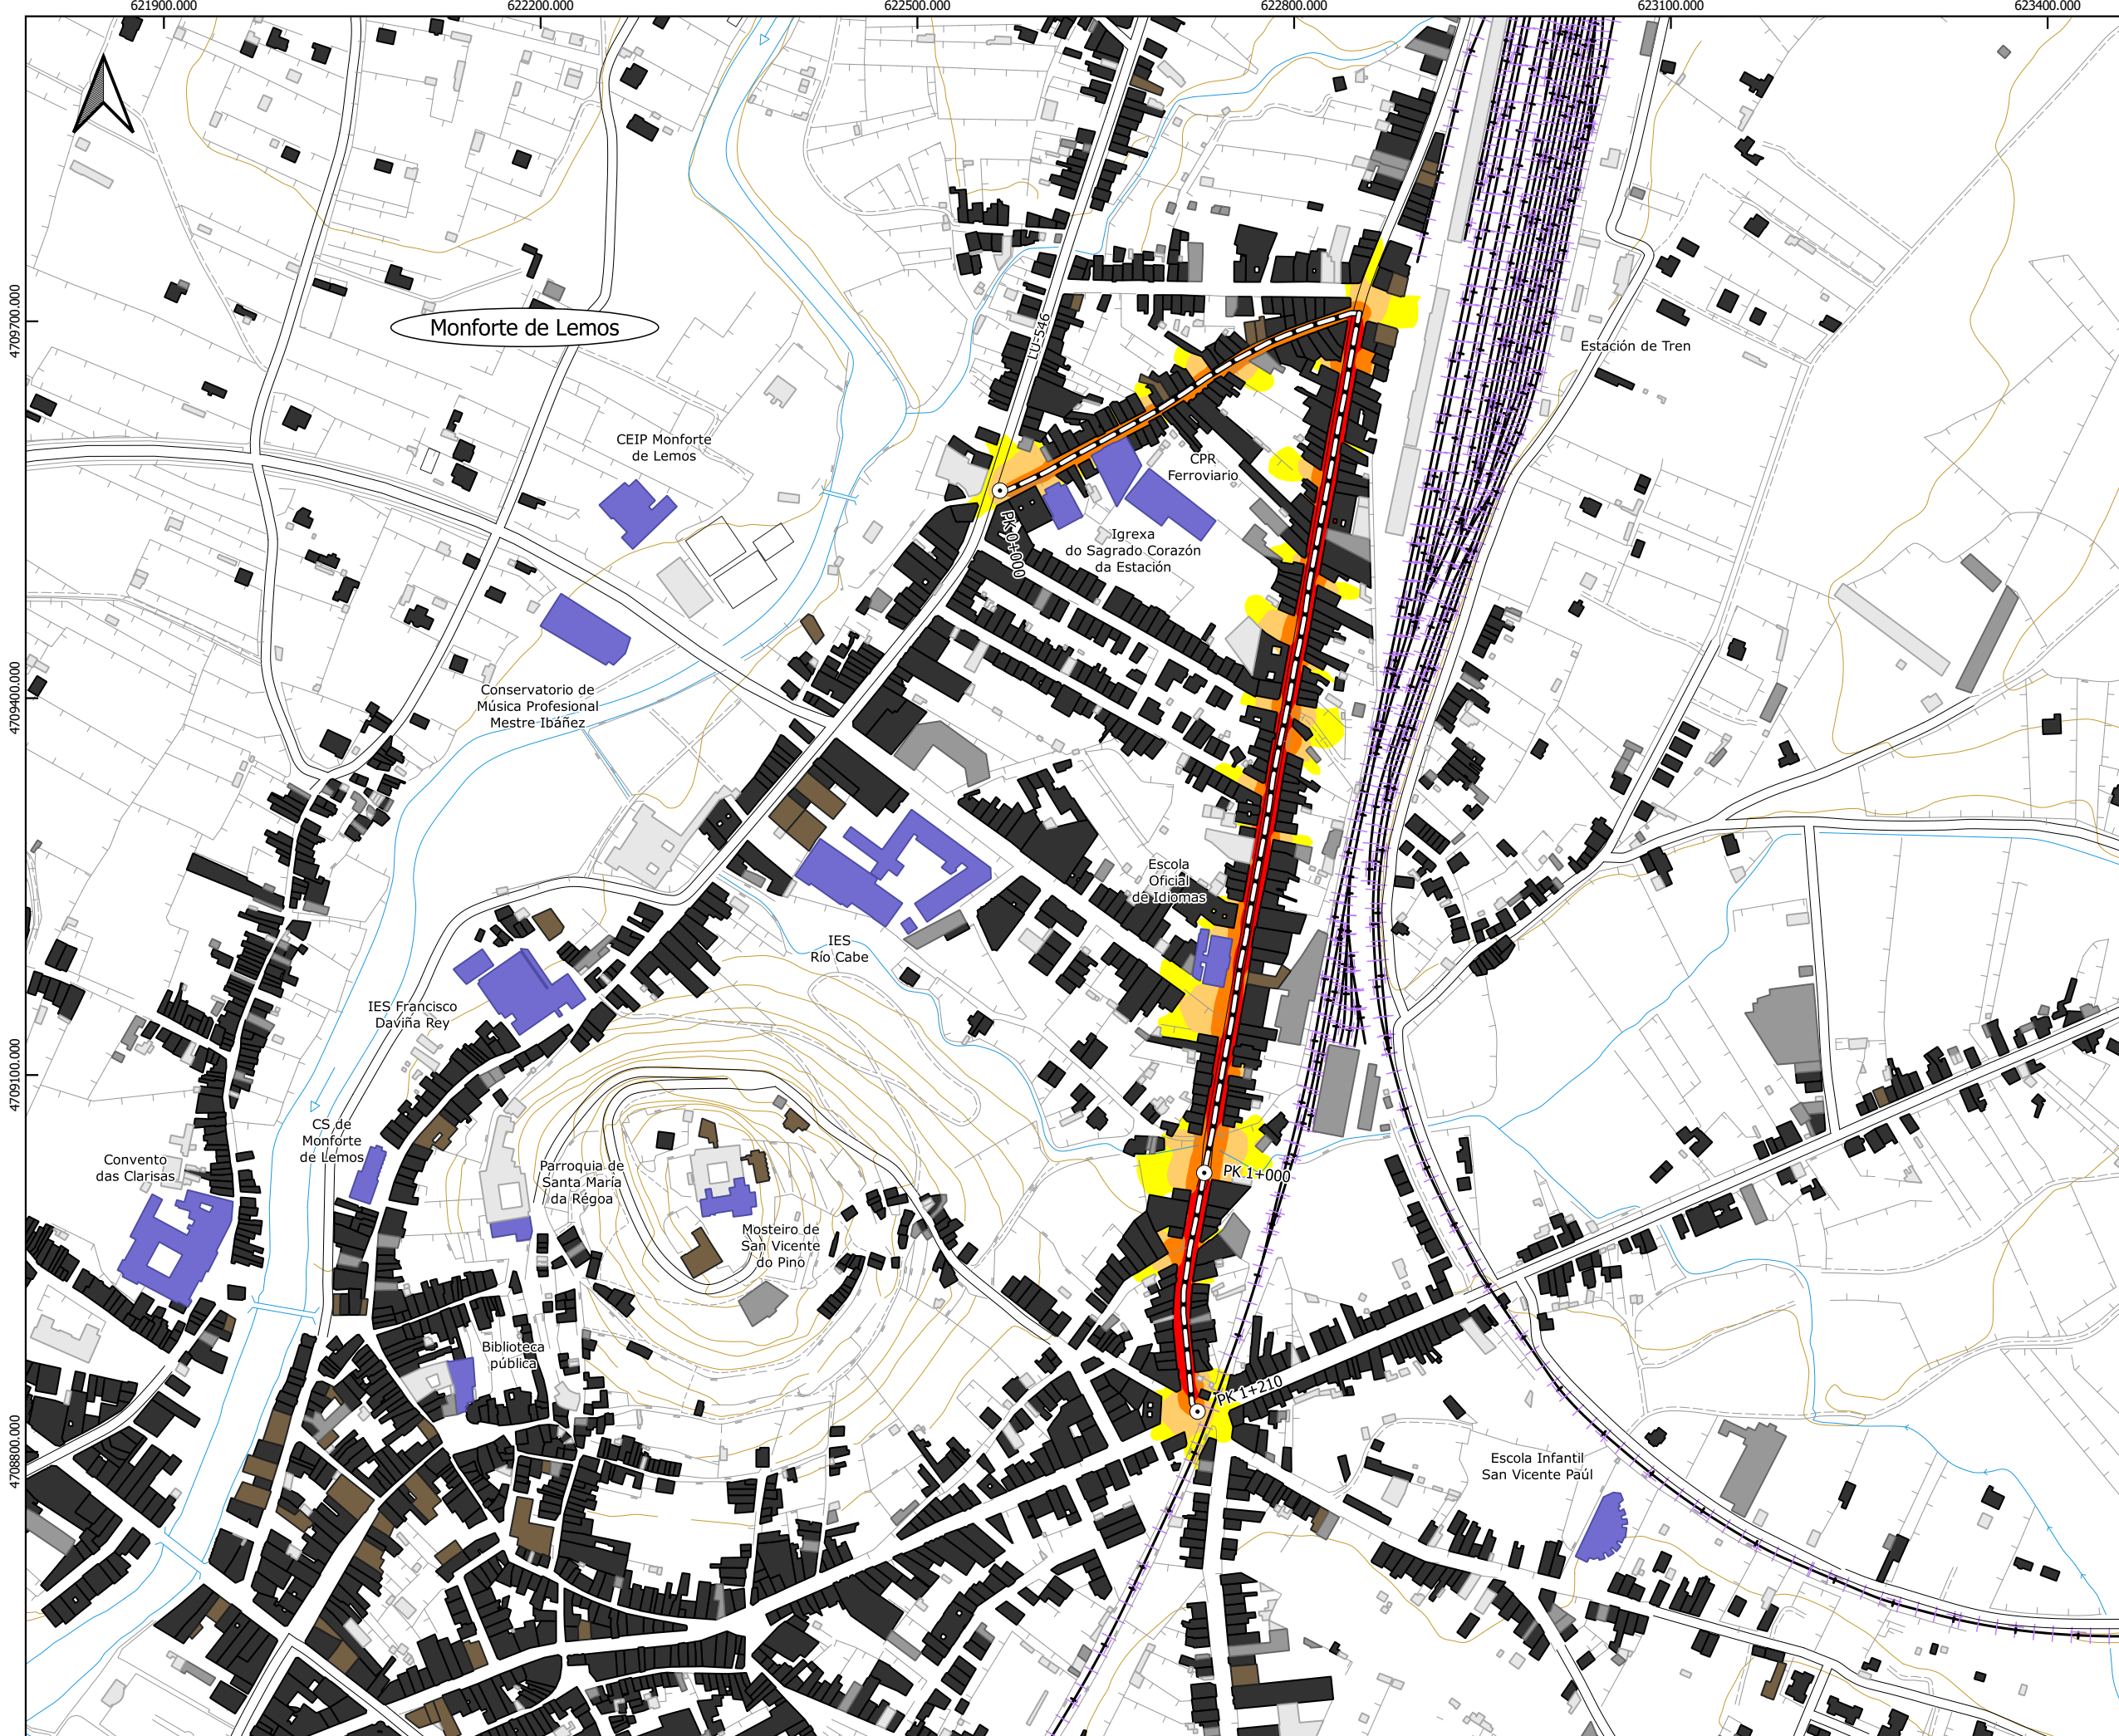 621900.000
622200.000
622500.000
622800.000
623100.000
623400.000
4709700.000
4709400.000
4709100.000
4708800.000
Monforte de Lemos
LU-546
Estación de Tren
CEIP Monforte
de Lemos
CPR
Ferroviario
PK 0+000
Igrexa
do Sagrado Corazón
da Estación
Conservatorio de
Música Profesional
Mestre Ibáñez
Escola
Oficial
de Idiomas
IES
Río Cabe
IES Francisco
Daviña Rey
CS de
Monforte
de Lemos
Convento
das Clarisas
Parroquia de
Santa María
da Régoa
PK 1+000
Mosteiro de
San Vicente
do Pino
Biblioteca
pública
PK 1+210
Escola Infantil
San Vicente Paúl